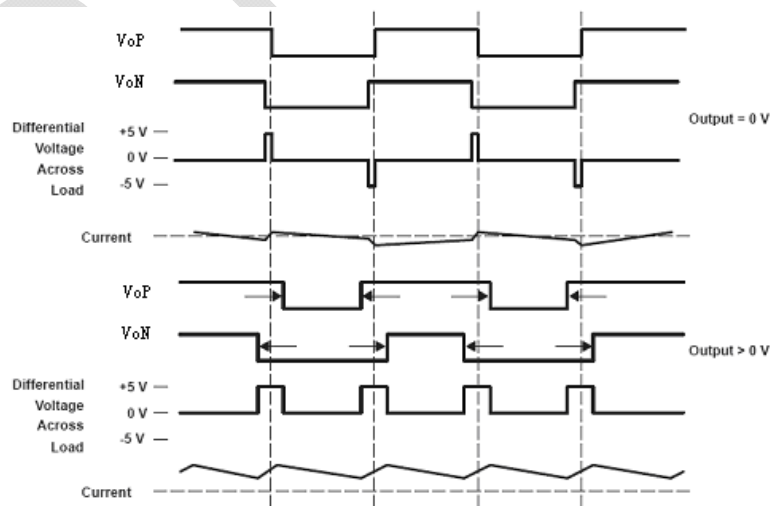 VoP
VoN
Output = 0 V
Differential
Voltage
Across
Load
+5 V
0 V
-5 V
Current
VoP
VoN
Output > 0 V
Differential
Voltage
Across
Load
+5 V
0 V
-5 V
Current